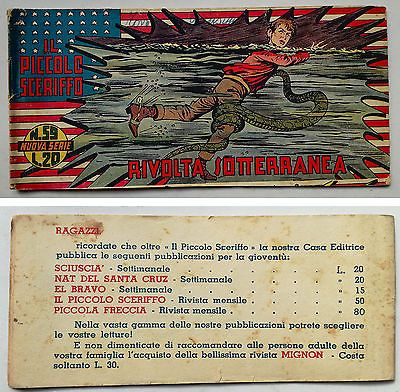 IL
PICCOLO
SCERIFFO
N.59
NUOVA SERIE
L.20
RIVOLTA SOTTERRANEA
RAGAZZI,
ricordate che oltre « Il Piccolo Sceriffo » la nostra Casa Editrice
pubblica le seguenti pubblicazioni per la gioventù:
SCIUSCIA' - Settimanale . . . . . L. 20
NAT DEL SANTA CRUZ - Settimanale . . . » 20
EL BRAVO - Settimanale . . . . . » 15
IL PICCOLO SCERIFFO - Rivista mensile . . . » 50
PICCOLA FRECCIA - Rivista mensile . . . . » 80
Nella vasta gamma delle nostre pubblicazioni potrete scegliere
le vostre letture!
E non dimenticate di raccomandare alle persone adulte della
vostra famiglia l'acquisto della bellissima rivista MIGNON - Costa
soltanto L. 30.